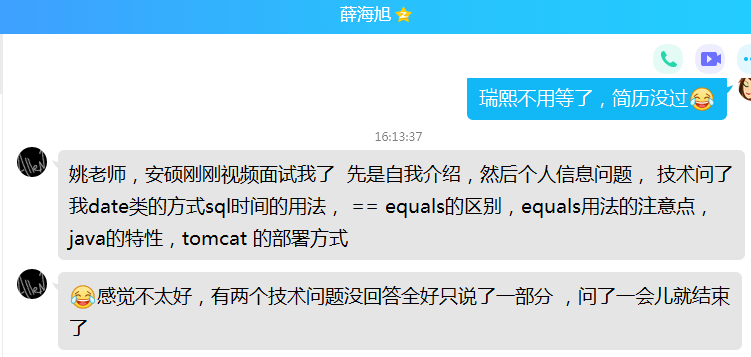 薛海旭
瑞熙不用等了，简历没过
16:13:37
姚老师，安硕刚刚视频面试我了  先是自我介绍，然后个人信息问题， 技术问了
我date类的方式sql时间的用法， == equals的区别，equals用法的注意点，
java的特性，tomcat 的部署方式
感觉不太好，有两个技术问题没回答全好只说了一部分 ，问了一会儿就结束
了